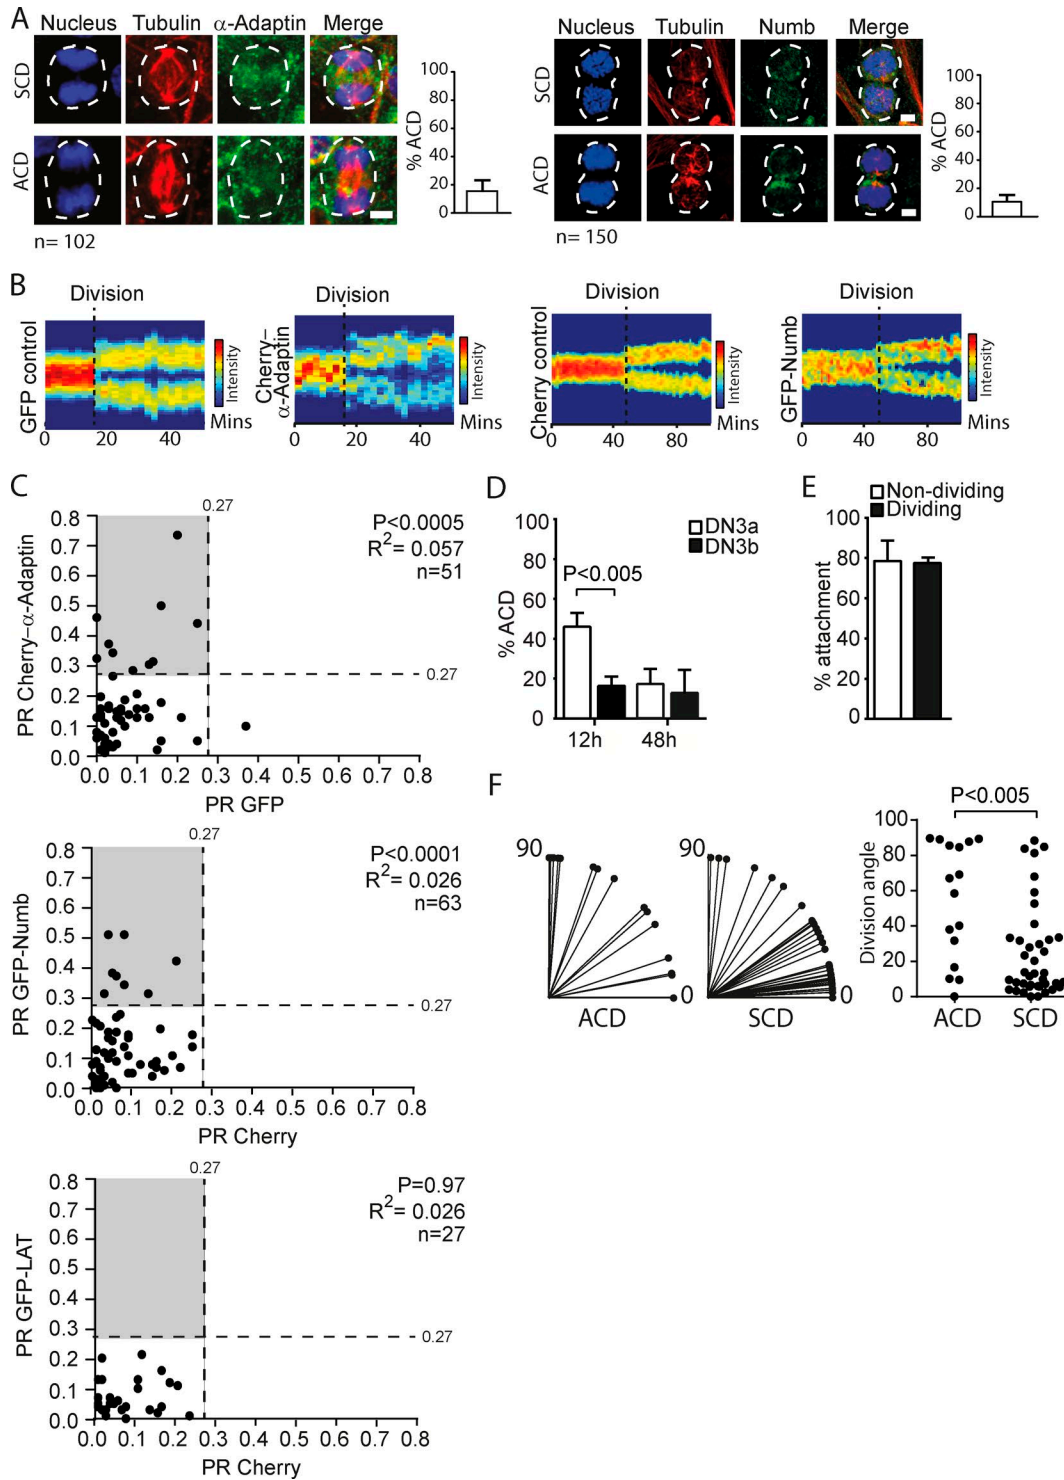 A
Nucleus Tubulin α-Adaptin Merge
SCD
ACD
n= 102
% ACD
100
80
60
40
20
0
Nucleus Tubulin Numb Merge
SCD
ACD
n= 150
% ACD
100
80
60
40
20
0
B
Division
GFP control
Intensity
0 20 40 Mins
Division
Cherry–
α-Adaptin
Intensity
0 20 40 Mins
Division
Cherry control
Intensity
0 40 80 Mins
Division
GFP-Numb
Intensity
0 40 80 Mins
C
0.27
P<0.0005
R2= 0.057
n=51
PR Cherry–α-Adaptin
0.8
0.7
0.6
0.5
0.4
0.3
0.2
0.1
0.0
0.27
0.0 0.1 0.2 0.3 0.4 0.5 0.6 0.7 0.8
PR GFP
0.27
P<0.0001
R2= 0.026
n=63
PR GFP-Numb
0.8
0.7
0.6
0.5
0.4
0.3
0.2
0.1
0.0
0.27
0.0 0.1 0.2 0.3 0.4 0.5 0.6 0.7 0.8
PR Cherry
0.27
P=0.97
R2= 0.026
n=27
PR GFP-LAT
0.8
0.7
0.6
0.5
0.4
0.3
0.2
0.1
0.0
0.27
0.0 0.1 0.2 0.3 0.4 0.5 0.6 0.7 0.8
PR Cherry
D
DN3a
DN3b
P<0.005
% ACD
100
80
60
40
20
0
12h 48h
E
Non-dividing
Dividing
% attachment
100
80
60
40
20
0
F
90
0
ACD
90
0
0
SCD
P<0.005
Division angle
100
80
60
40
20
0
ACD SCD